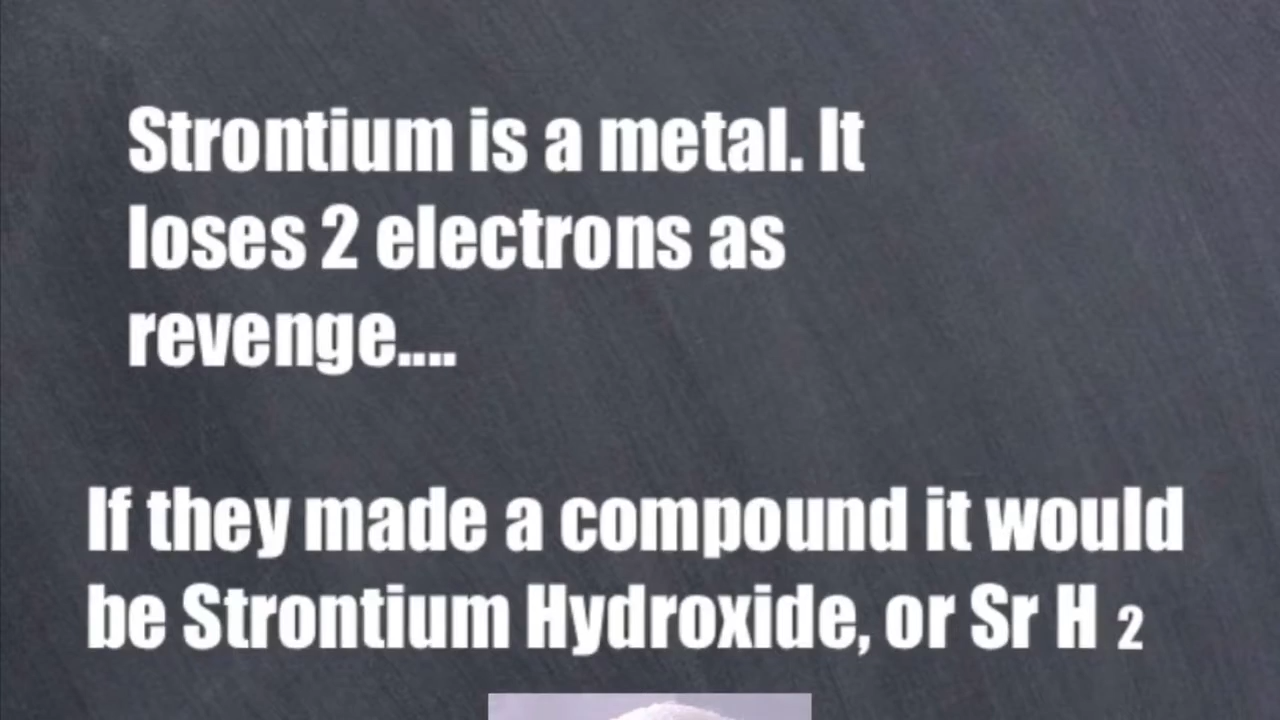 Strontium is a metal. It
loses 2 electrons as
revenge....
If they made a compound it would
be Strontium Hydroxide, or Sr H 2